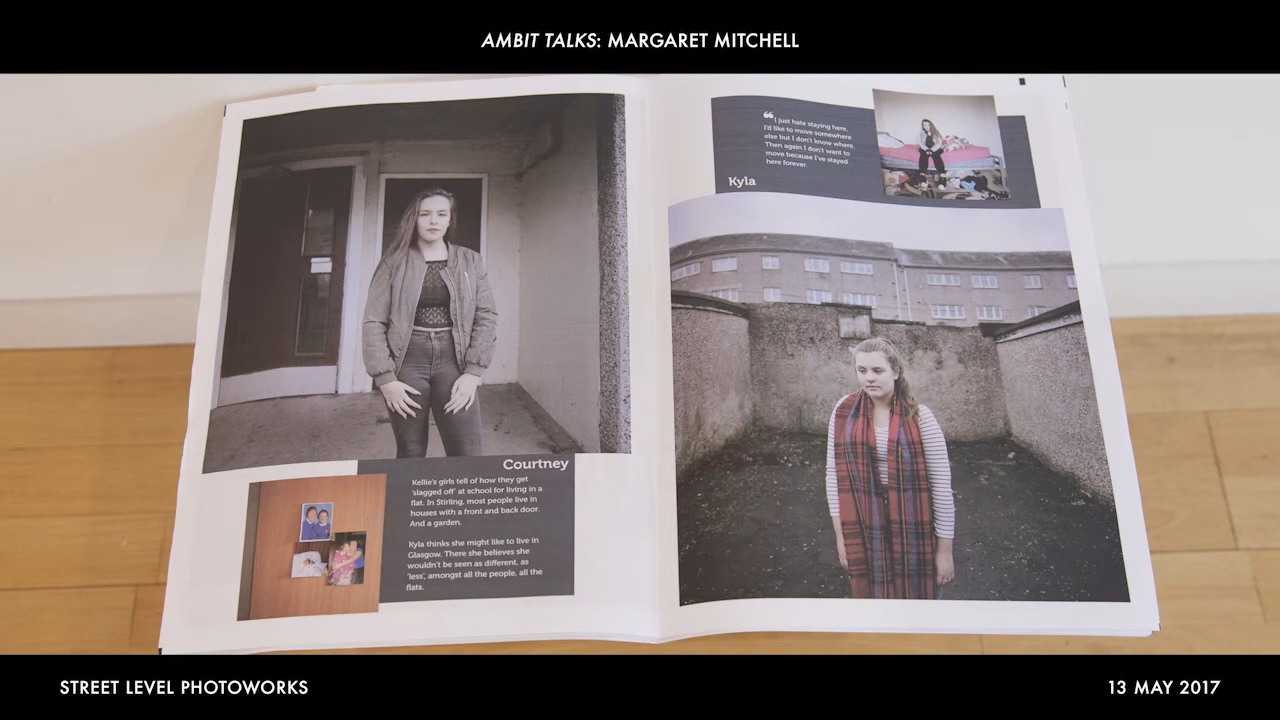 AMBIT TALKS: MARGARET MITCHELL
Courtney
Kellie's girls tell of how they get
'slagged off' at school for living in a
flat. In Stirling, most people live in
houses with a front and back door.
And a garden.
Kyla thinks she might like to live in
Glasgow. There she believes she
wouldn't be seen as different, as
'less', amongst all the people, all the
flats.
“I just hate staying here,
I'd like to move somewhere
else but I don't know where.
Then again I don't want to
move because I've stayed
here forever.
Kyla
STREET LEVEL PHOTOWORKS
13 MAY 2017